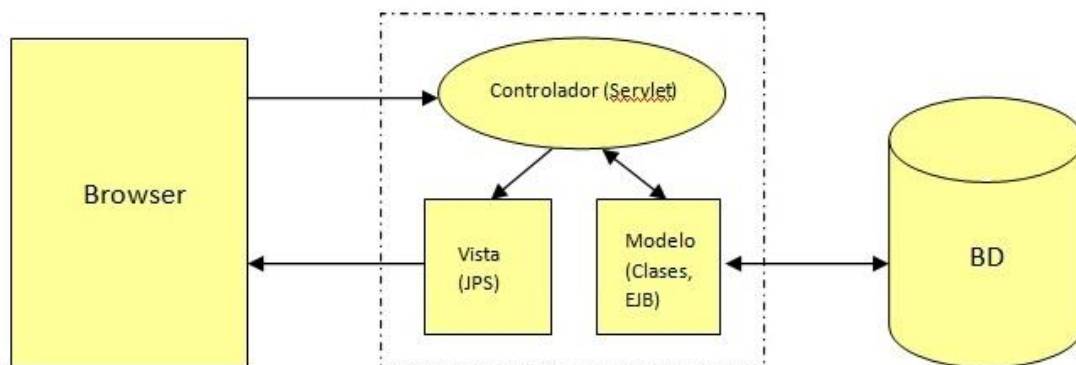 Controlador (Servlet)
Browser
Vista
(JPS)
Modelo
(Clases,
EJB)
BD